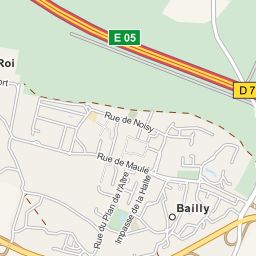 E 05
Roi
D 7
ort
Rue de Noisy
Rue de Maule
Rue du Plan de l'Aître
Impasse de la Halte
Bailly